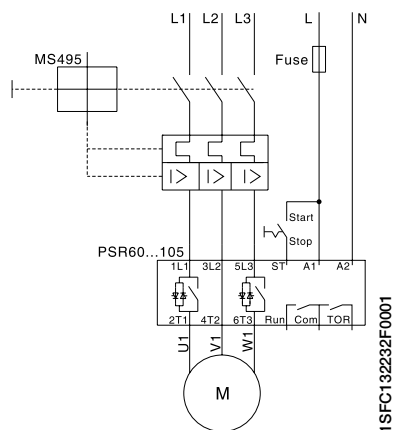 L1 L2 L3 L N
MS495
Fuse
Start
Stop
PSR60...105
1L1 3L2 5L3 ST A1 A2
2T1 4T2 6T3 Run Com TOR
U1 V1 W1
M
1SFC132232F0001